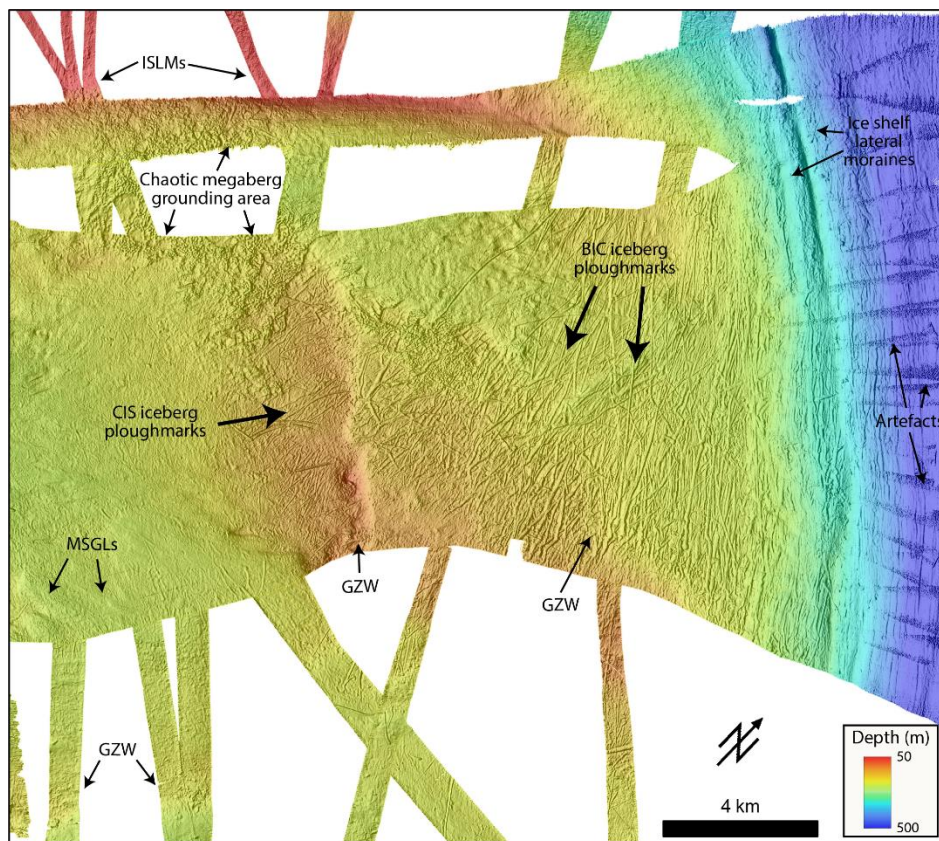 ISLMs
Ice shelf
lateral
moraines
Chaotic megaberg
grounding area
BIC iceberg
ploughmarks
CIS iceberg
ploughmarks
Artefacts
MSGLs
GZW
GZW
GZW
N
4 km
Depth (m)
50
500